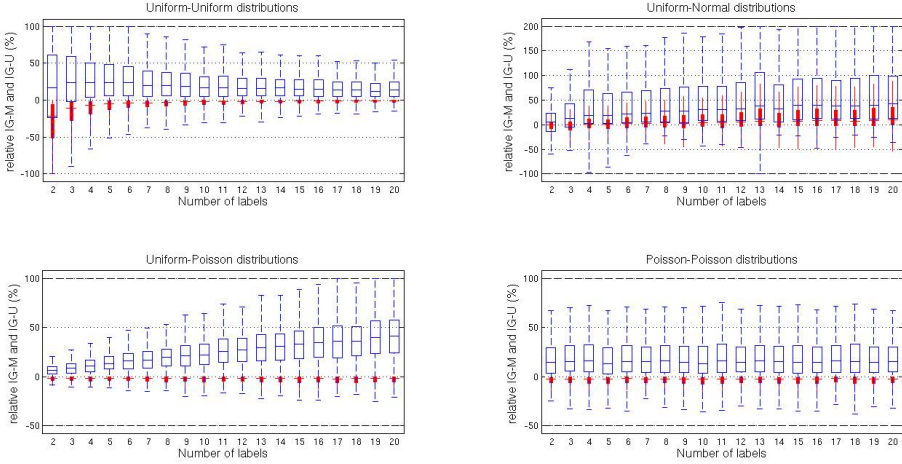 Uniform-Uniform distributions
relative IG-M and IG-U (%)
100
50
0
-50
-100
2 3 4 5 6 7 8 9 10 11 12 13 14 15 16 17 18 19 20
Number of labels
Uniform-Normal distributions
relative IG-M and IG-U (%)
200
150
100
50
0
-50
-100
2 3 4 5 6 7 8 9 10 11 12 13 14 15 16 17 18 19 20
Number of labels
Uniform-Poisson distributions
relative IG-M and IG-U (%)
100
50
0
-50
2 3 4 5 6 7 8 9 10 11 12 13 14 15 16 17 18 19 20
Number of labels
Poisson-Poisson distributions
relative IG-M and IG-U (%)
100
50
0
-50
2 3 4 5 6 7 8 9 10 11 12 13 14 15 16 17 18 19 20
Number of labels